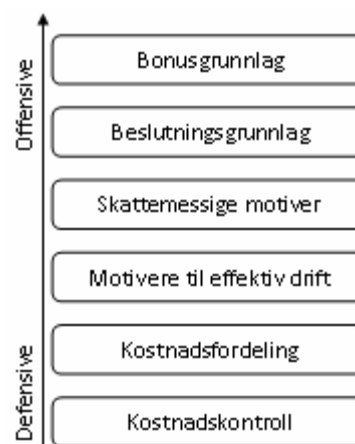 Offensive
Bonusgrunnlag
Beslutningsgrunnlag
Skattemessige motiver
Motivere til effektiv drift
Kostnadsfordeling
Defensive
Kostnadskontroll